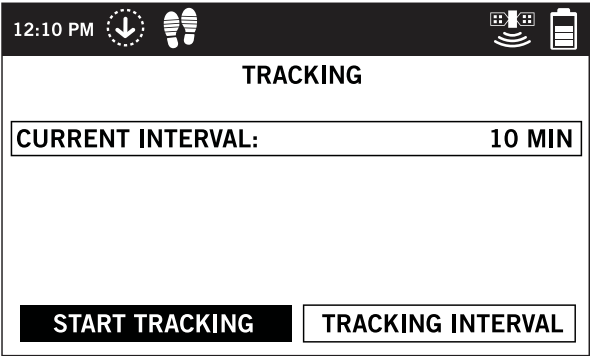 12:10 PM
TRACKING
CURRENT INTERVAL: 10 MIN
START TRACKING TRACKING INTERVAL